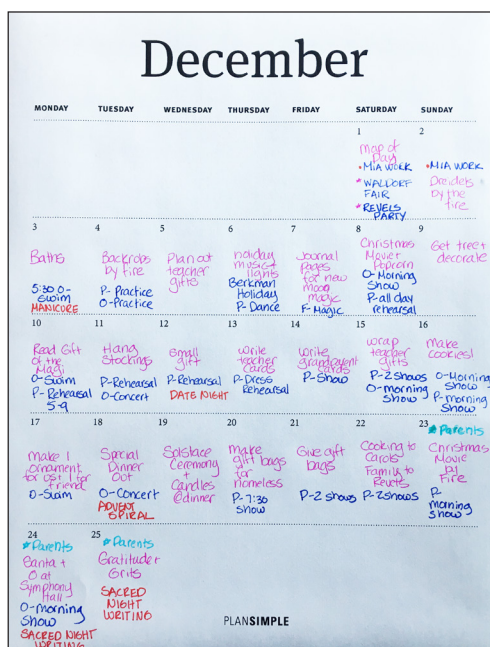 December
MONDAY TUESDAY WEDNESDAY THURSDAY FRIDAY SATURDAY SUNDAY
1
map of
Day
• MIA WORK
* WALDORF
FAIR
* REVELS
PARTY
2
• MIA WORK
Dreidels
by the
fire
3
Baths
5:30 O-
Swim
MANICURE
4
Backrubs
by fire
P- Practice
O- Practice
5
Plan out
teacher
gifts
6
holiday
music +
lights
Berkman
Holiday
P- Dance
7
Journal
Pages
for new
moon
magic
F- Magic
8
Christmas
Movie +
Popcorn
O- Morning
Show
P- all day
rehearsal
9
Get tree +
decorate
10
Read Gift
of the
Magi
O- Swim
P- Rehearsal
5-9
11
Hang
Stockings
P- Rehearsal
O- Concert
12
small
gift
P- Rehearsal
DATE NIGHT
13
write
teacher
cards
P- Dress
Rehearsal
14
write
grandparent
cards
P- Show
15
wrap
teacher
gifts
P- 2 shows
O- morning
show
16
make
cookies!
O- Morning
Show
P- morning
show
17
make 1
ornament
for us + 1 for
friend
O- Swim
18
Special
Dinner
Out
O- Concert
ADVENT
SPIRAL
19
Solstace
Ceremony
+
Candles
@dinner
20
make
gift bags
for
homeless
P- 7:30
show
21
Give gift
bags
P- 2 shows
22
Cooking to
Carols
Family to
Revels
P- 2 shows
23
* Parents
Christmas
Movie
by
Fire
P-
morning
show
24
* Parents
Santa +
O at
Symphony
Hall
O- morning
Show
SACRED NIGHT
WRITING
25
* Parents
Gratitude +
Grits
SACRED
NIGHT
WRITING
PLANSIMPLE